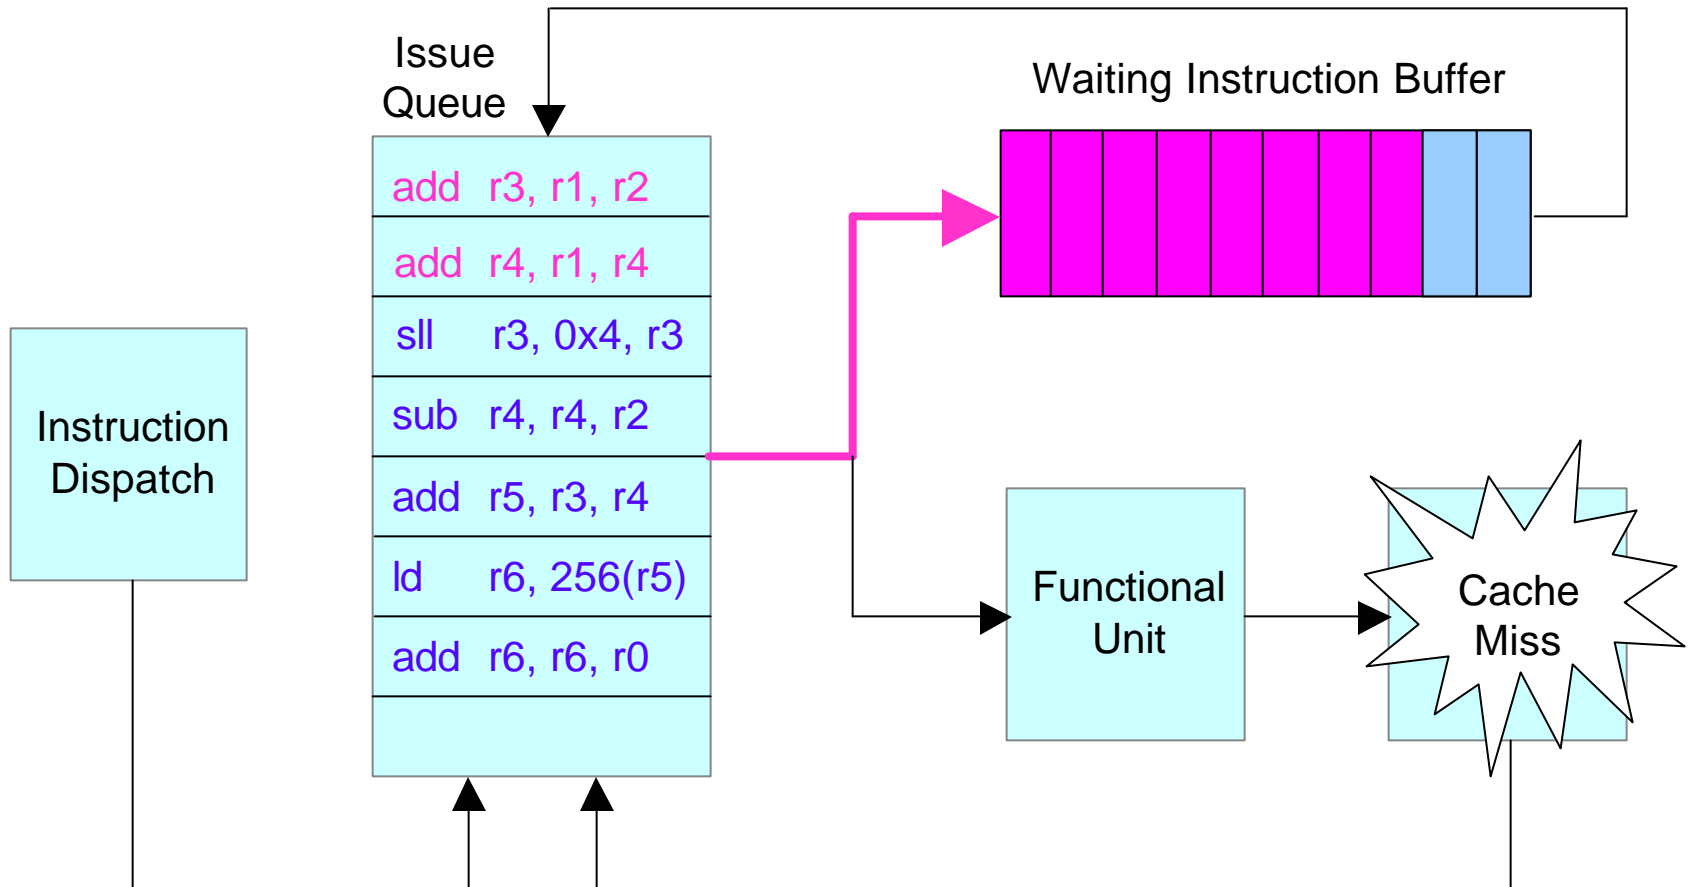 Issue
Queue
Waiting Instruction Buffer
add r3, r1, r2
add r4, r1, r4
sll r3, 0x4, r3
sub r4, r4, r2
add r5, r3, r4
ld r6, 256(r5)
add r6, r6, r0
Instruction
Dispatch
Functional
Unit
Cache
Miss